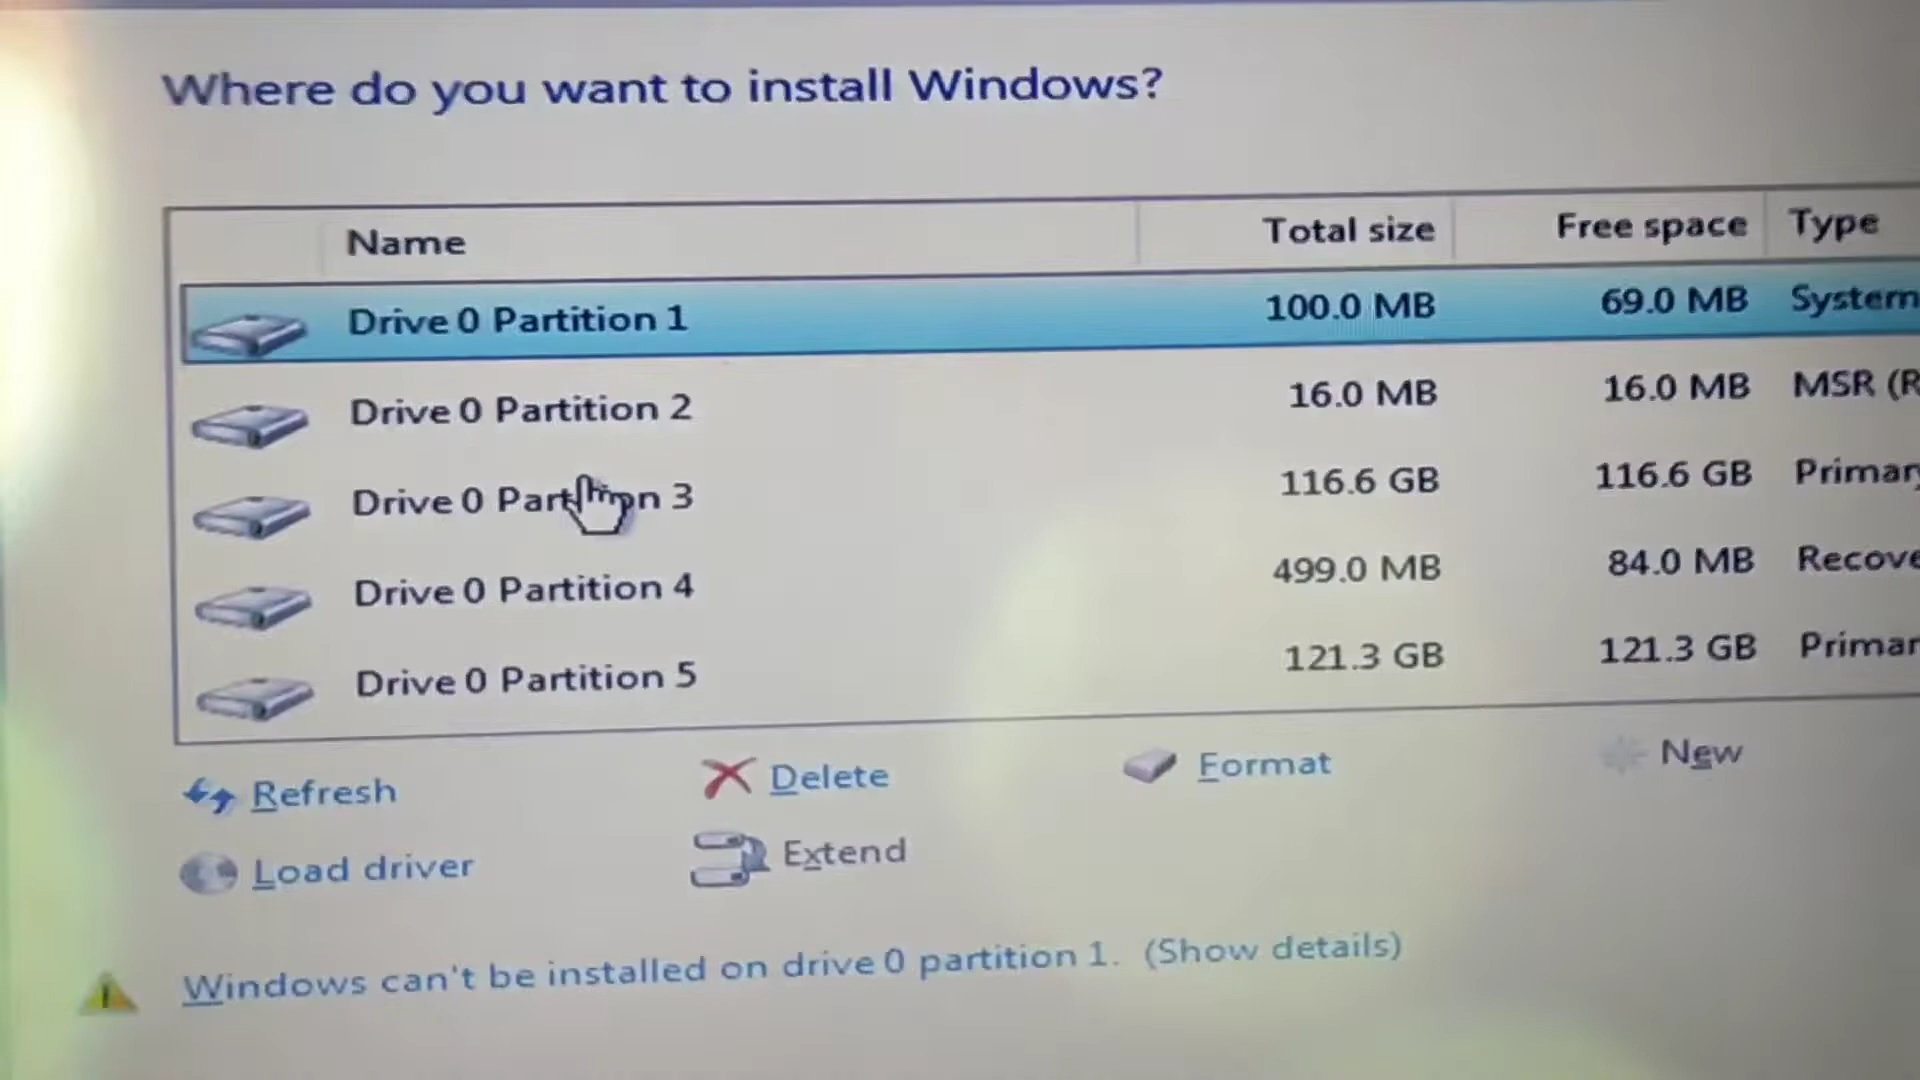 Where do you want to install Windows?
Name Total size Free space Type
Drive 0 Partition 1 100.0 MB 69.0 MB System
Drive 0 Partition 2 16.0 MB 16.0 MB MSR (R
Drive 0 Partition 3 116.6 GB 116.6 GB Primary
Drive 0 Partition 4 499.0 MB 84.0 MB Recove
Drive 0 Partition 5 121.3 GB 121.3 GB Primar
Refresh Delete Format New
Load driver Extend
Windows can't be installed on drive 0 partition 1. (Show details)